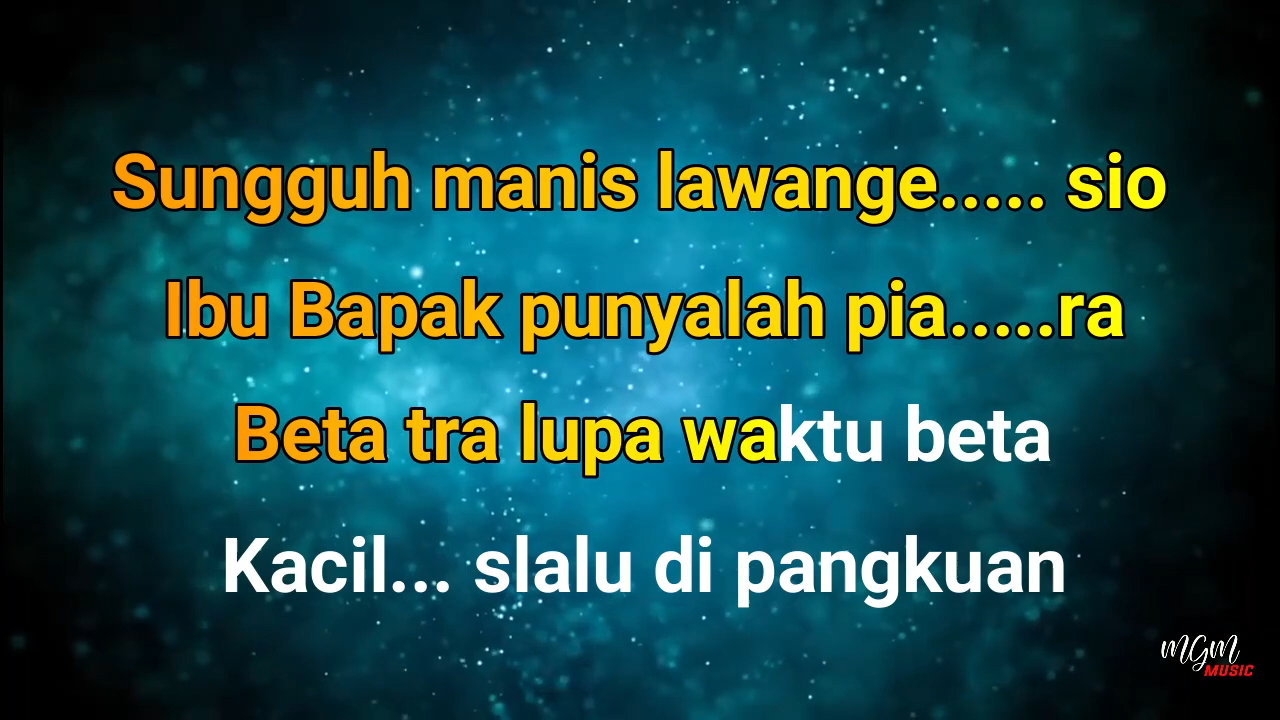 Sungguh manis lawange..... sio
Ibu Bapak punyalah pia.....ra
Beta tra lupa waktu beta
Kacil... slalu di pangkuan
MGM
MUSIC